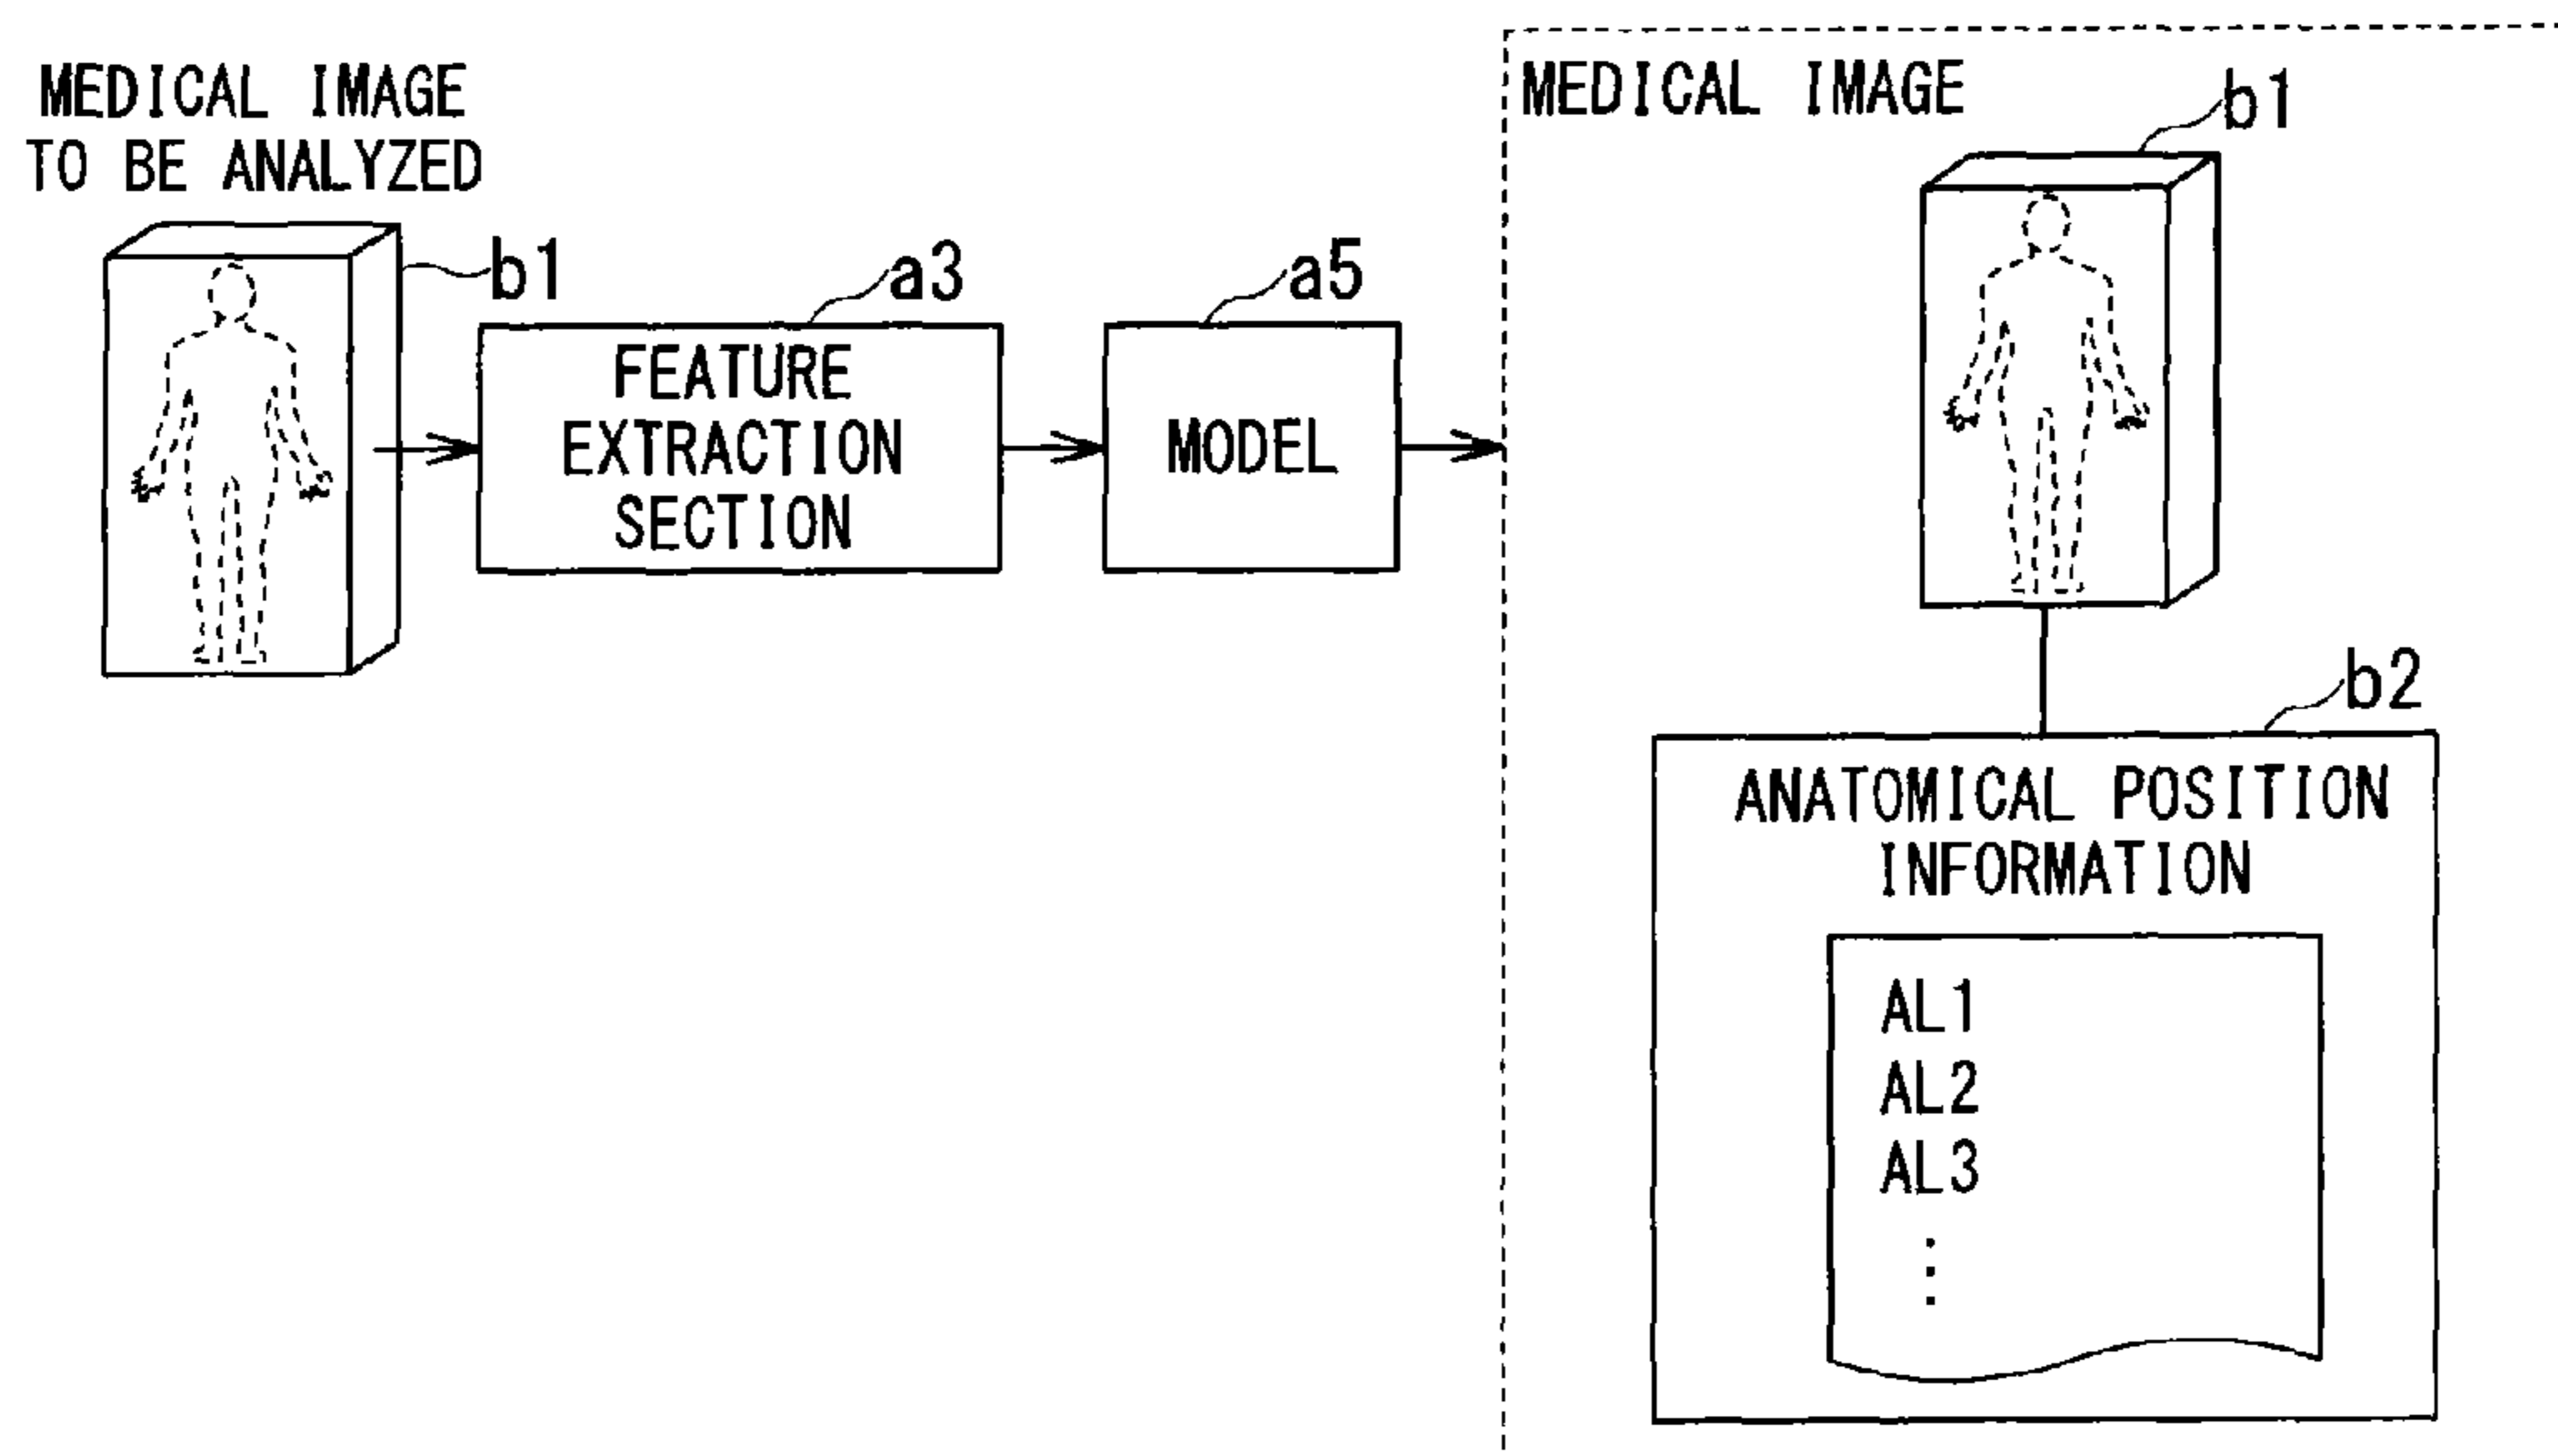 MEDICAL IMAGE
TO BE ANALYZED
b1
a3
FEATURE
EXTRACTION
SECTION
a5
MODEL
MEDICAL IMAGE
b1
b2
ANATOMICAL POSITION
INFORMATION
AL1
AL2
AL3